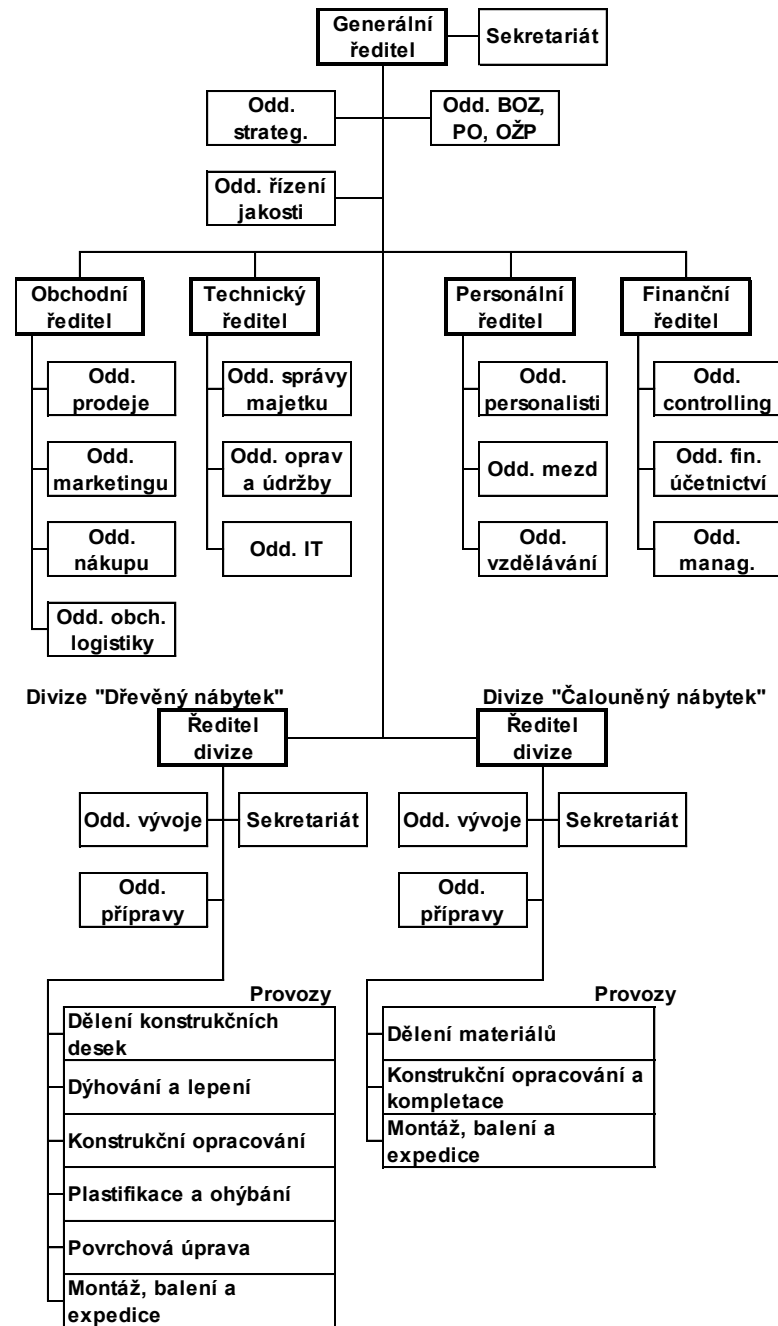 Generální
ředitel
Sekretariát
Odd.
strateg.
Odd. BOZ,
PO, OŽP
Odd. řízení
jakosti
Obchodní
ředitel
Technický
ředitel
Personální
ředitel
Finanční
ředitel
Odd.
prodeje
Odd. správy
majetku
Odd.
personalisti
Odd.
controlling
Odd.
marketingu
Odd. oprav
a údržby
Odd. mezd
Odd. fin.
účetnictví
Odd.
nákupu
Odd. IT
Odd.
vzdělávání
Odd.
manag.
Odd. obch.
logistiky
Divize "Dřevěný nábytek"
Ředitel
divize
Odd. vývoje
Sekretariát
Odd.
přípravy
Provozy
Dělení konstrukčních
desek
Dýhování a lepení
Konstrukční opracování
Plastifikace a ohýbání
Povrchová úprava
Montáž, balení a
expedice
Divize "Čalouněný nábytek"
Ředitel
divize
Odd. vývoje
Sekretariát
Odd.
přípravy
Provozy
Dělení materiálů
Konstrukční opracování a
kompletace
Montáž, balení a
expedice